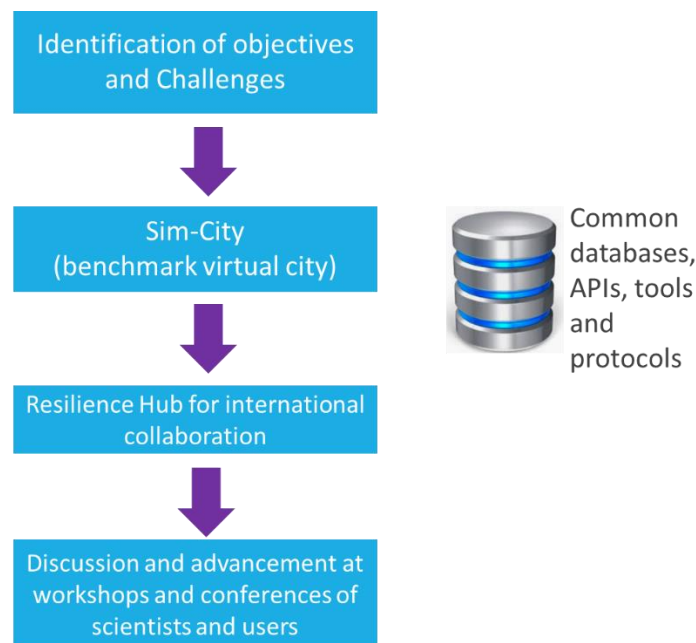 Identification of objectives
and Challenges
Sim-City
(benchmark virtual city)
Common
databases,
APIs, tools
and
protocols
Resilience Hub for international
collaboration
Discussion and advancement at
workshops and conferences of
scientists and users